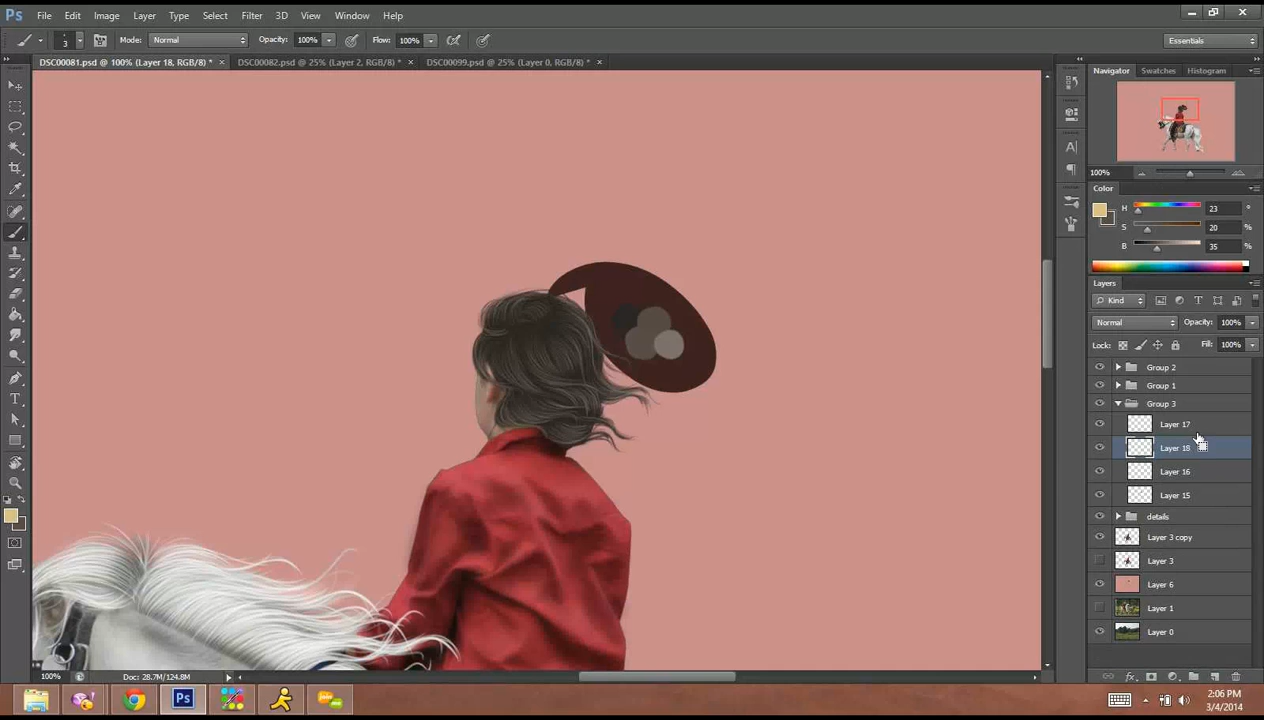 Ps File Edit Image Layer Type Select Filter 3D View Window Help
3 Mode: Normal Opacity: 100% Flow: 100% Essentials
DSC00081.psd @ 100% (Layer 18, RGB/8) * × DSC00082.psd @ 25% (Layer 2, RGB/8) * × DSC00099.psd @ 25% (Layer 0, RGB/8) * ×
Navigator Swatches Histogram
100%
Color
H 23 °
S 20 %
B 35 %
Layers
Kind
Normal Opacity: 100%
Lock: Fill: 100%
Group 2
Group 1
Group 3
Layer 17
Layer 18
Layer 16
Layer 15
details
Layer 3 copy
Layer 3
Layer 6
Layer 1
Layer 0
100% Doc: 28.7M/124.8M
Ps
2:06 PM
3/4/2014